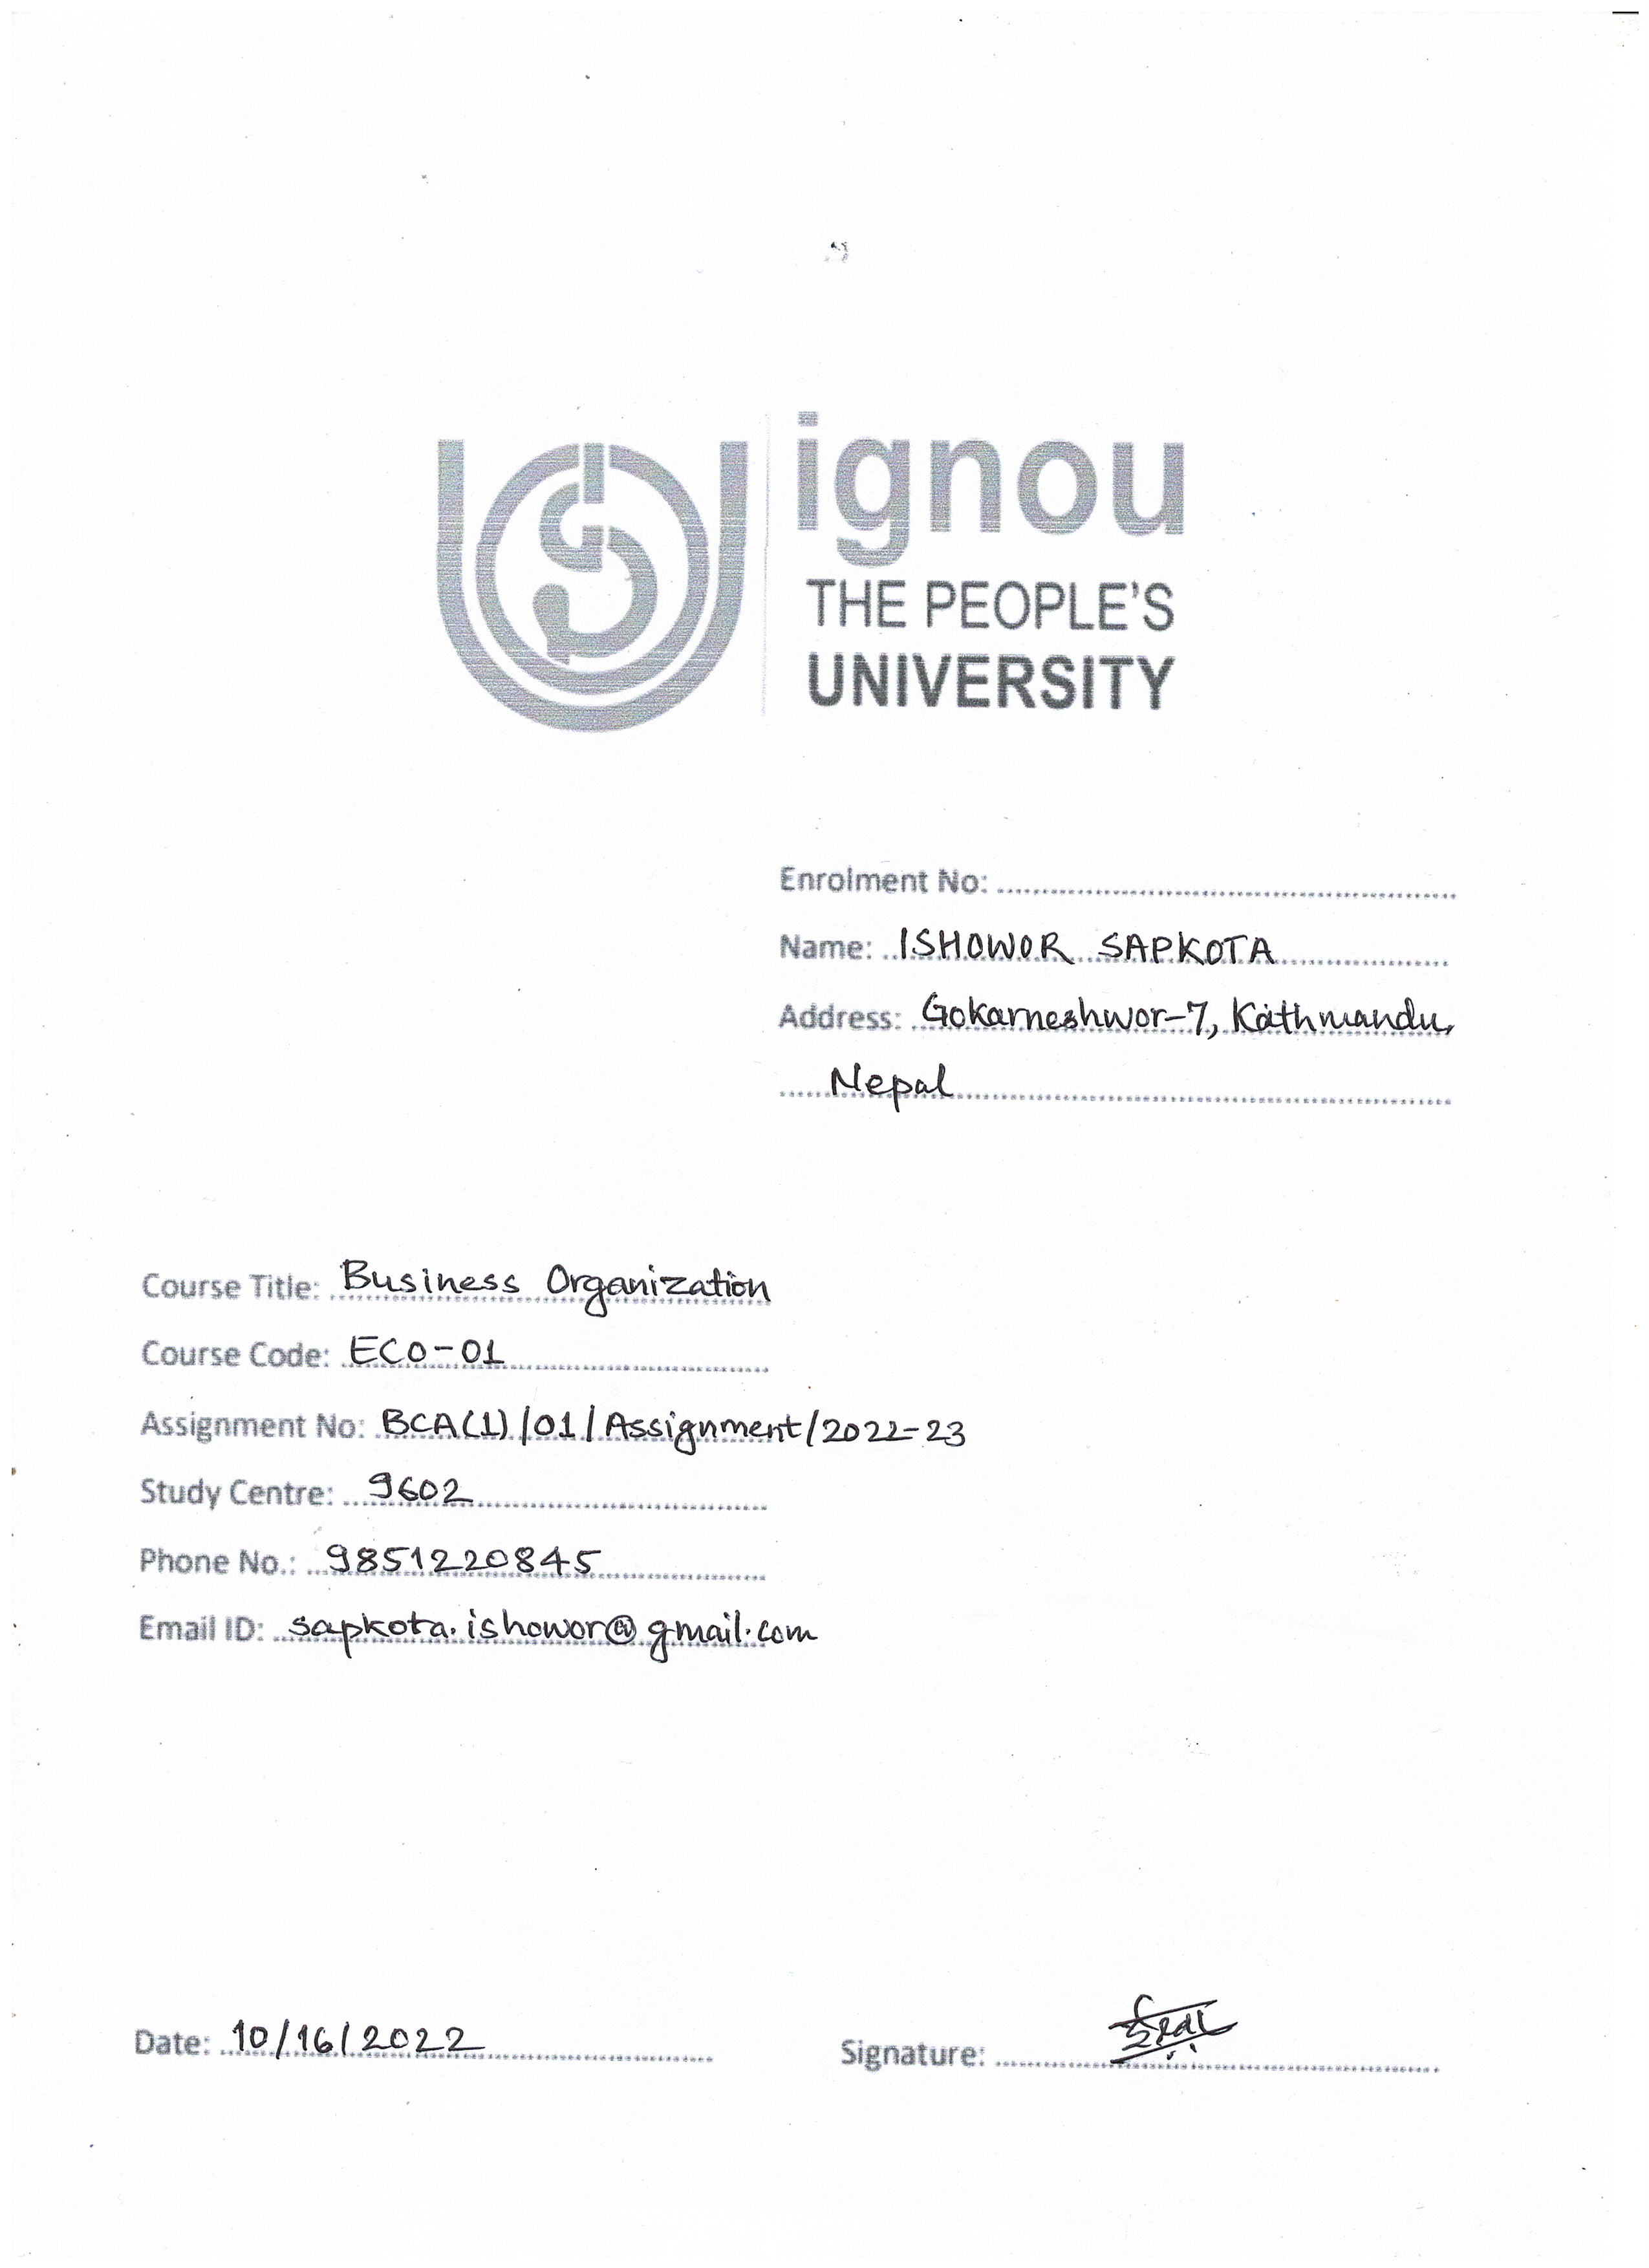 ignou
THE PEOPLE'S
UNIVERSITY
Enrolment No: ....................
Name: ISHOWOR SAPKOTA
Address: Gokarneshwor-7, Kathmandu,
Nepal
Course Title: Business Organization
Course Code: ECO-01
Assignment No: BCA(1)/01/Assignment/2022-23
Study Centre: 9602
Phone No.: 9851220845
Email ID: sapkota.ishowor@gmail.com
Date: 10/16/2022
Signature: